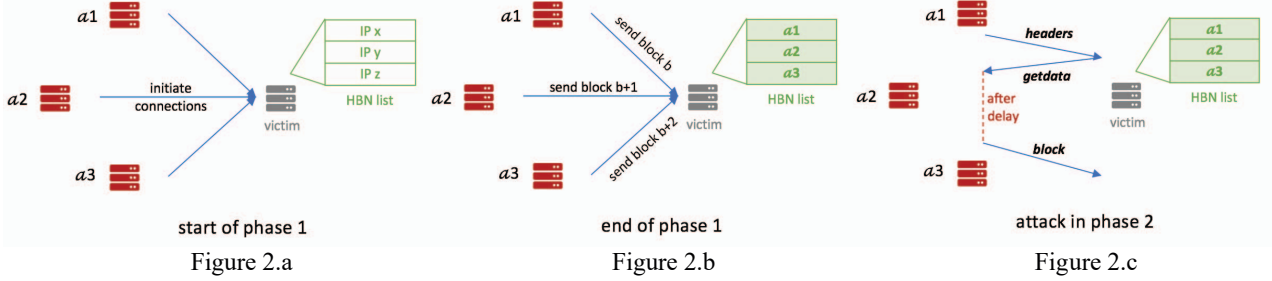 a1
a2
a3
initiate
connections
victim
IP x
IP y
IP z
HBN list
start of phase 1
Figure 2.a
a1
a2
a3
send block b
send block b+1
send block b+2
victim
a1
a2
a3
HBN list
end of phase 1
Figure 2.b
a1
a2
a3
headers
getdata
after
delay
block
victim
a1
a2
a3
HBN list
attack in phase 2
Figure 2.c